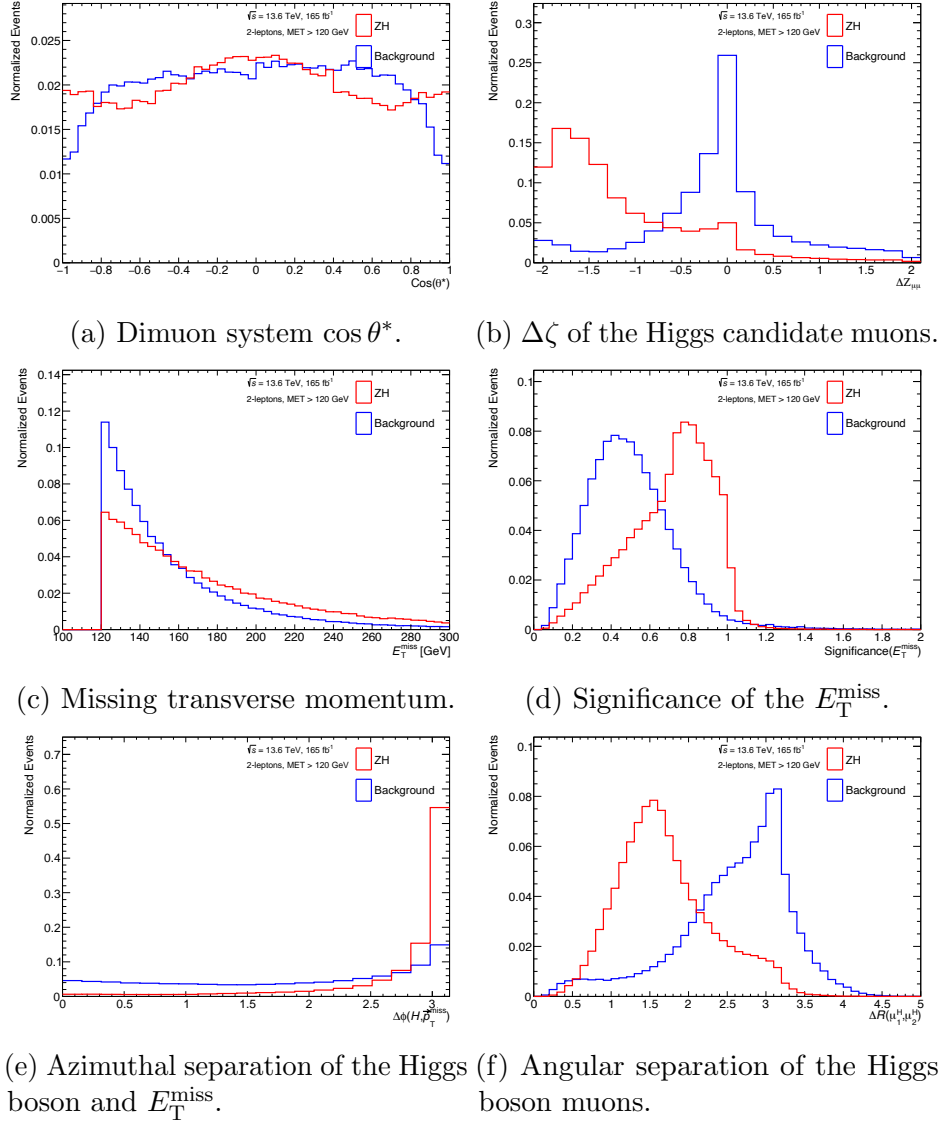 Normalized Events
√s = 13.6 TeV, 165 fb⁻¹
2-leptons, MET > 120 GeV
ZH
Background
0.025
0.02
0.015
0.01
0.005
0
−1 −0.8 −0.6 −0.4 −0.2 0 0.2 0.4 0.6 0.8 1
Cos(θ*)
(a) Dimuon system cos θ*.
Normalized Events
√s = 13.6 TeV, 165 fb⁻¹
2-leptons, MET > 120 GeV
ZH
Background
0.3
0.25
0.2
0.15
0.1
0.05
0
−2 −1.5 −1 −0.5 0 0.5 1 1.5 2
ΔZμμ
(b) Δζ of the Higgs candidate muons.
Normalized Events
√s = 13.6 TeV, 165 fb⁻¹
2-leptons, MET > 120 GeV
ZH
Background
0.14
0.12
0.1
0.08
0.06
0.04
0.02
0
100 120 140 160 180 200 220 240 260 280 300
E_T^miss [GeV]
(c) Missing transverse momentum.
Normalized Events
√s = 13.6 TeV, 165 fb⁻¹
2-leptons, MET > 120 GeV
ZH
Background
0.1
0.08
0.06
0.04
0.02
0
0.2 0.4 0.6 0.8 1 1.2 1.4 1.6 1.8 2
Significance(E_T^miss)
(d) Significance of the E_T^miss.
Normalized Events
√s = 13.6 TeV, 165 fb⁻¹
2-leptons, MET > 120 GeV
ZH
Background
0.7
0.6
0.5
0.4
0.3
0.2
0.1
0
0 0.5 1 1.5 2 2.5 3
Δϕ(H,p⃗_T^miss)
(e) Azimuthal separation of the Higgs
boson and E_T^miss.
Normalized Events
√s = 13.6 TeV, 165 fb⁻¹
2-leptons, MET > 120 GeV
ZH
Background
0.1
0.08
0.06
0.04
0.02
0
0 0.5 1 1.5 2 2.5 3 3.5 4 4.5 5
ΔR(μ₁ᴴ,μ₂ᴴ)
(f) Angular separation of the Higgs
boson muons.